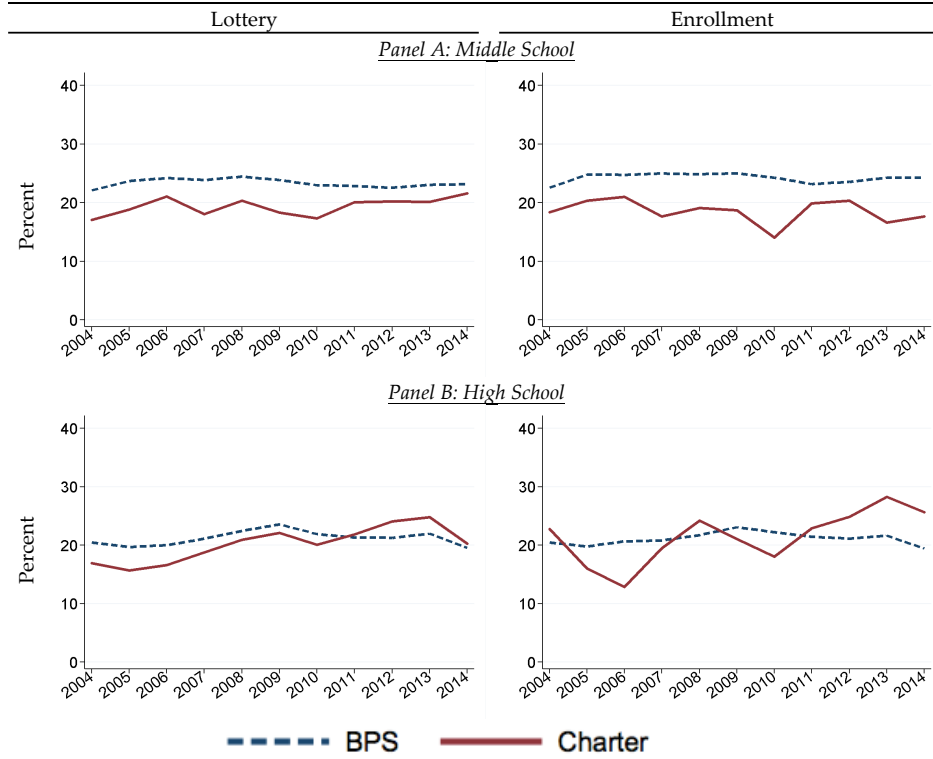 Lottery Enrollment
Panel A: Middle School
40 40
30 30
Percent
20 20
10 10
0 0
2004 2005 2006 2007 2008 2009 2010 2011 2012 2013 2014 2004 2005 2006 2007 2008 2009 2010 2011 2012 2013 2014
Panel B: High School
40 40
30 30
Percent
20 20
10 10
0 0
2004 2005 2006 2007 2008 2009 2010 2011 2012 2013 2014 2004 2005 2006 2007 2008 2009 2010 2011 2012 2013 2014
BPS Charter